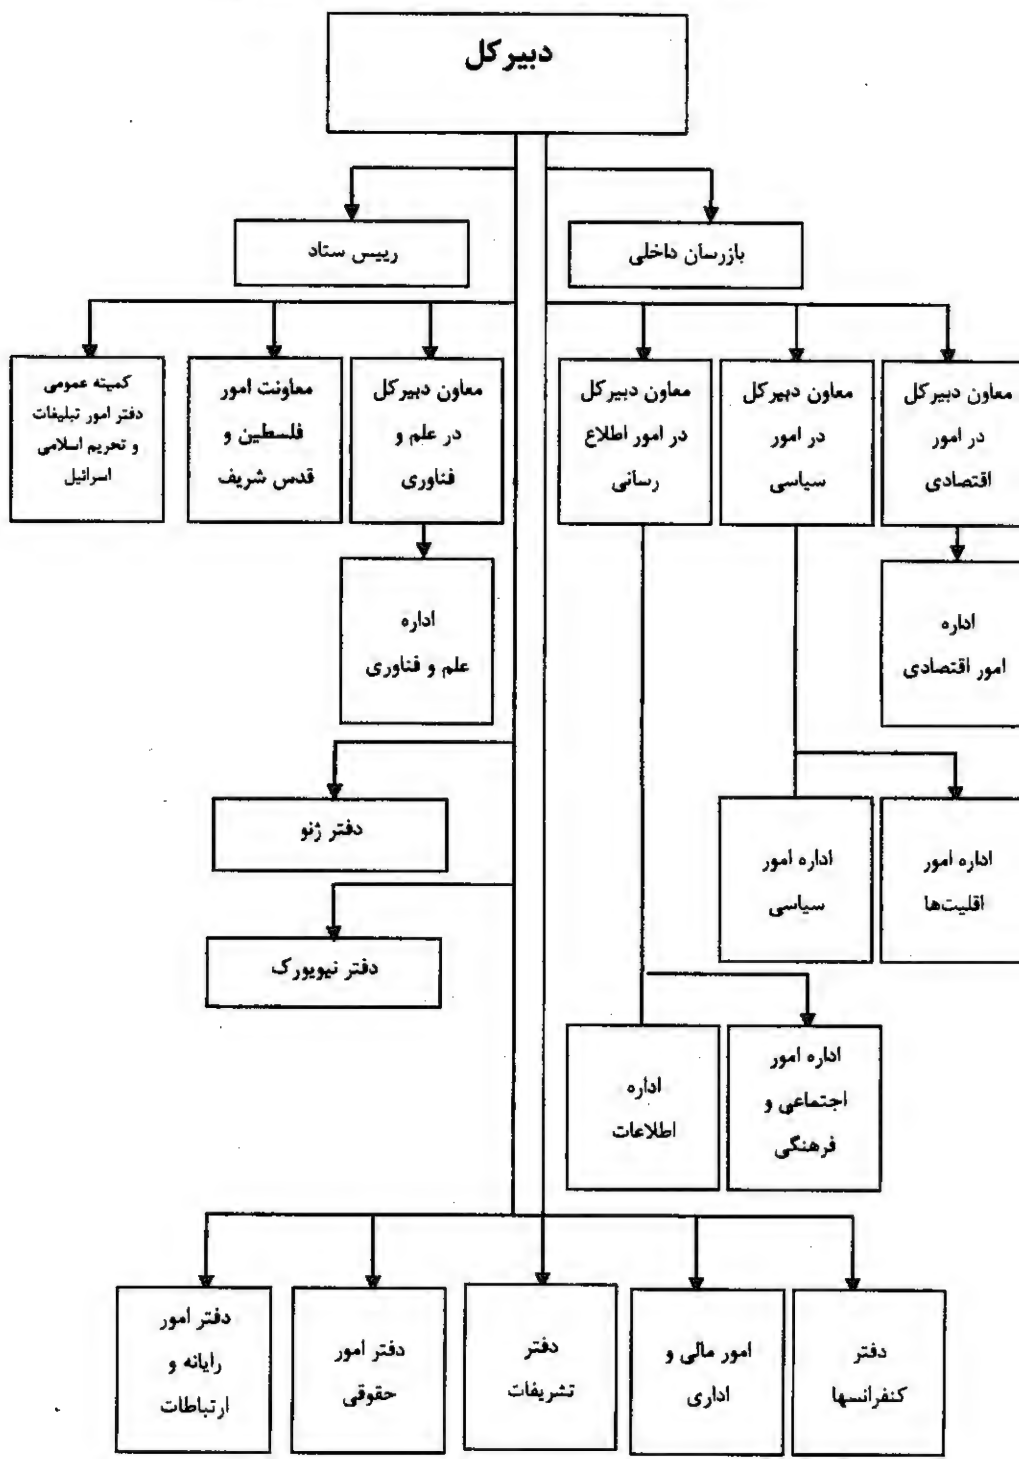 دبیرکل
بازرسان داخلی
رییس ستاد
معاون دبیرکل
در امور
اقتصادی
معاون دبیرکل
در امور
سیاسی
معاون دبیرکل
در امور اطلاع
رسانی
معاون دبیرکل
در علم و
فناوری
معاونت امور
فلسطین و
قدس شریف
کمیته عمومی
دفتر امور تبلیغات
و تحریم اسلامی
اسرائیل
اداره
امور اقتصادی
اداره
علم و فناوری
دفتر ژنو
اداره امور
اقلیت‌ها
اداره امور
سیاسی
دفتر نیویورک
اداره امور
اجتماعی و
فرهنگی
اداره
اطلاعات
دفتر
کنفرانسها
امور مالی و
اداری
دفتر
تشریفات
دفتر امور
حقوقی
دفتر امور
رایانه و
ارتباطات